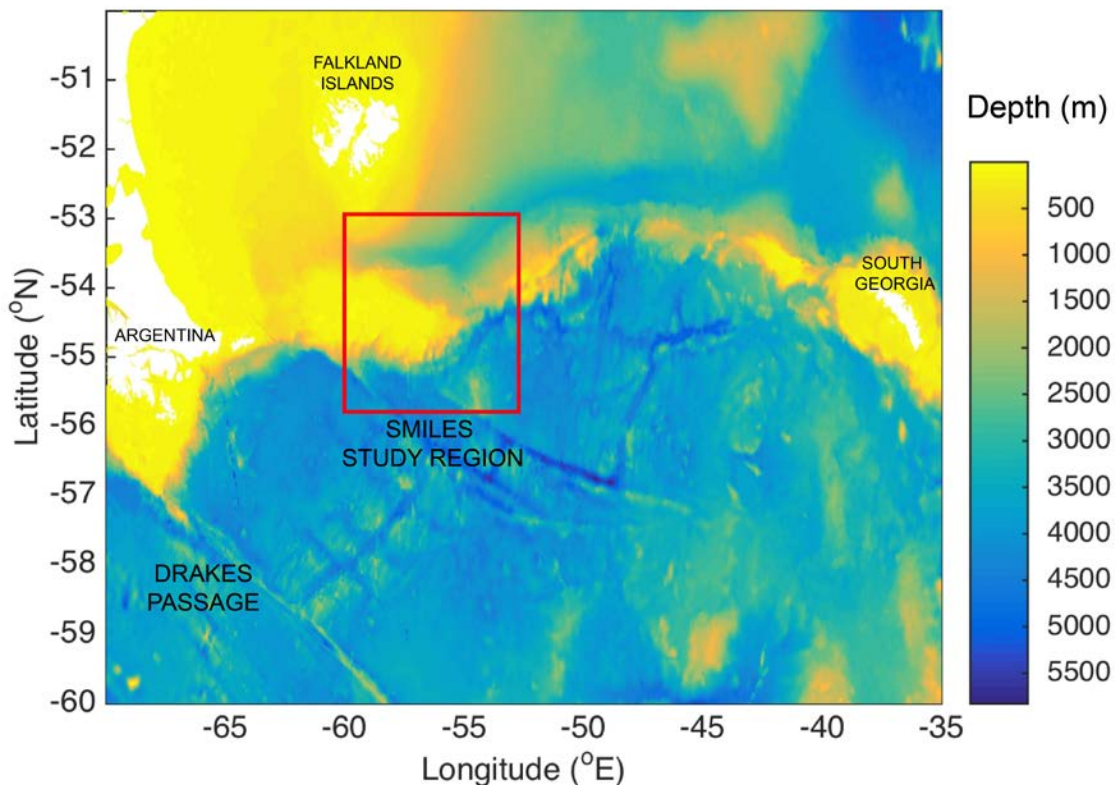 FALKLAND
ISLANDS
SOUTH
GEORGIA
ARGENTINA
SMILES
STUDY REGION
DRAKES
PASSAGE
Latitude (°N)
-51
-52
-53
-54
-55
-56
-57
-58
-59
-60
-65
-60
-55
-50
-45
-40
-35
Longitude (°E)
Depth (m)
500
1000
1500
2000
2500
3000
3500
4000
4500
5000
5500